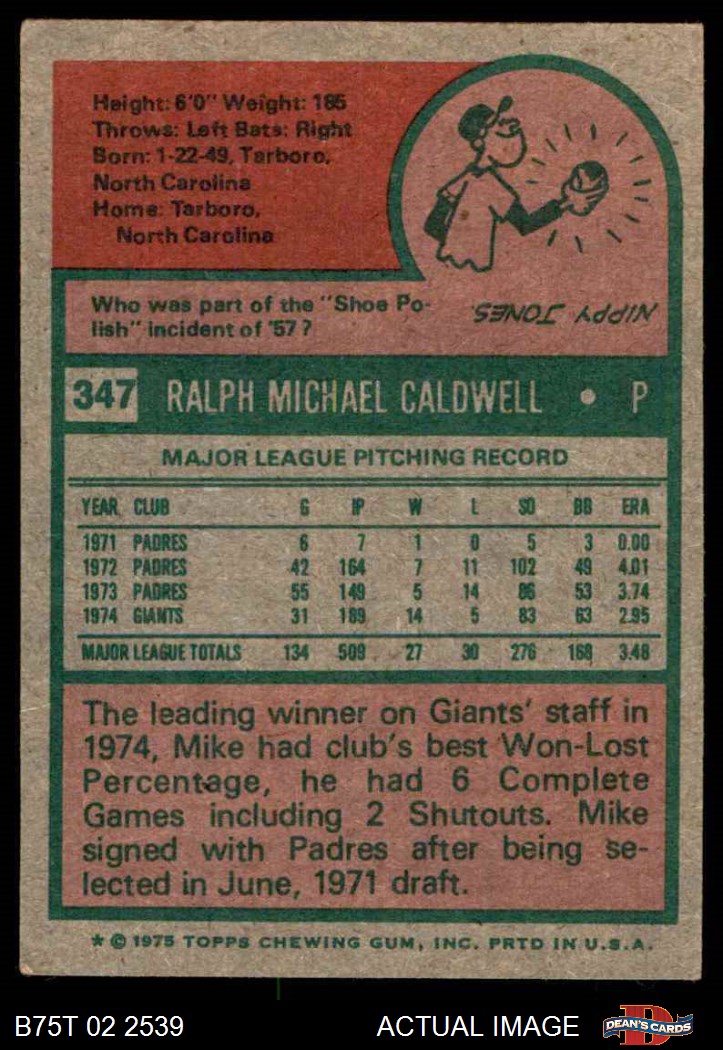 Height: 6'0" Weight: 185
Throws: Left Bats: Right
Born: 1-22-49, Tarboro,
North Carolina
Home: Tarboro,
North Carolina
Who was part of the "Shoe Po-
lish" incident of '57?
NIPPY JONES.
347 RALPH MICHAEL CALDWELL • P
MAJOR LEAGUE PITCHING RECORD
YEAR CLUB G IP W L SO BB ERA
1971 PADRES 6 7 1 0 5 3 0.00
1972 PADRES 42 164 7 11 102 49 4.01
1973 PADRES 55 149 5 14 86 53 3.74
1974 GIANTS 31 189 14 5 83 63 2.95
MAJOR LEAGUE TOTALS 134 509 27 30 276 168 3.48
The leading winner on Giants' staff in
1974, Mike had club's best Won-Lost
Percentage, he had 6 Complete
Games including 2 Shutouts. Mike
signed with Padres after being se-
lected in June, 1971 draft.
* © 1975 TOPPS CHEWING GUM, INC. PRTD IN U.S.A.
B75T 02 2539 ACTUAL IMAGE
D
DEAN'S CARDS